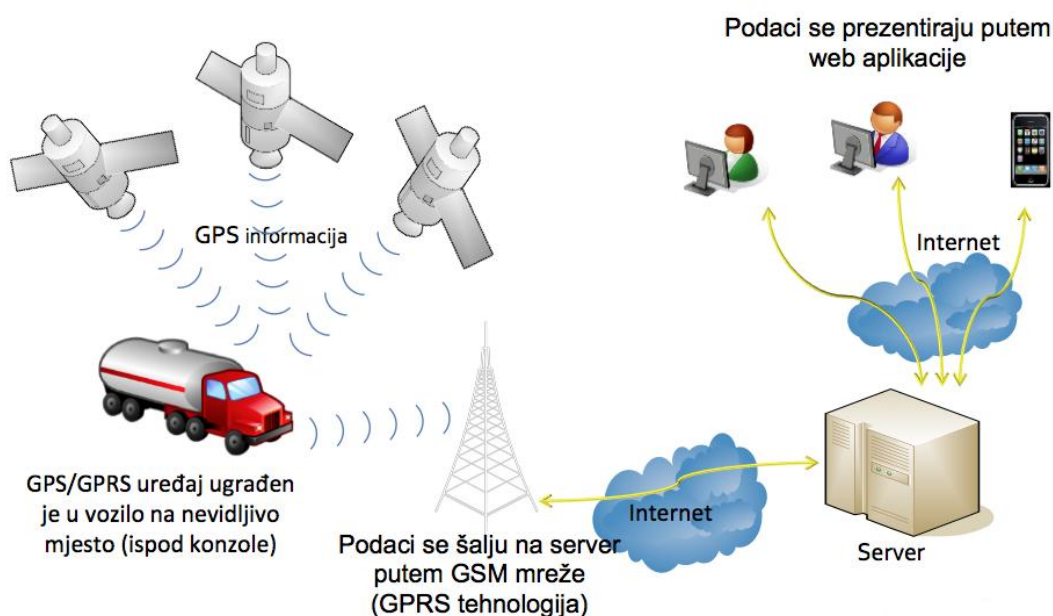 Podaci se prezentiraju putem
web aplikacije
GPS informacija
Internet
GPS/GPRS uređaj ugrađen
je u vozilo na nevidljivo
mjesto (ispod konzole)
Podaci se šalju na server
putem GSM mreže
(GPRS tehnologija)
Internet
Server